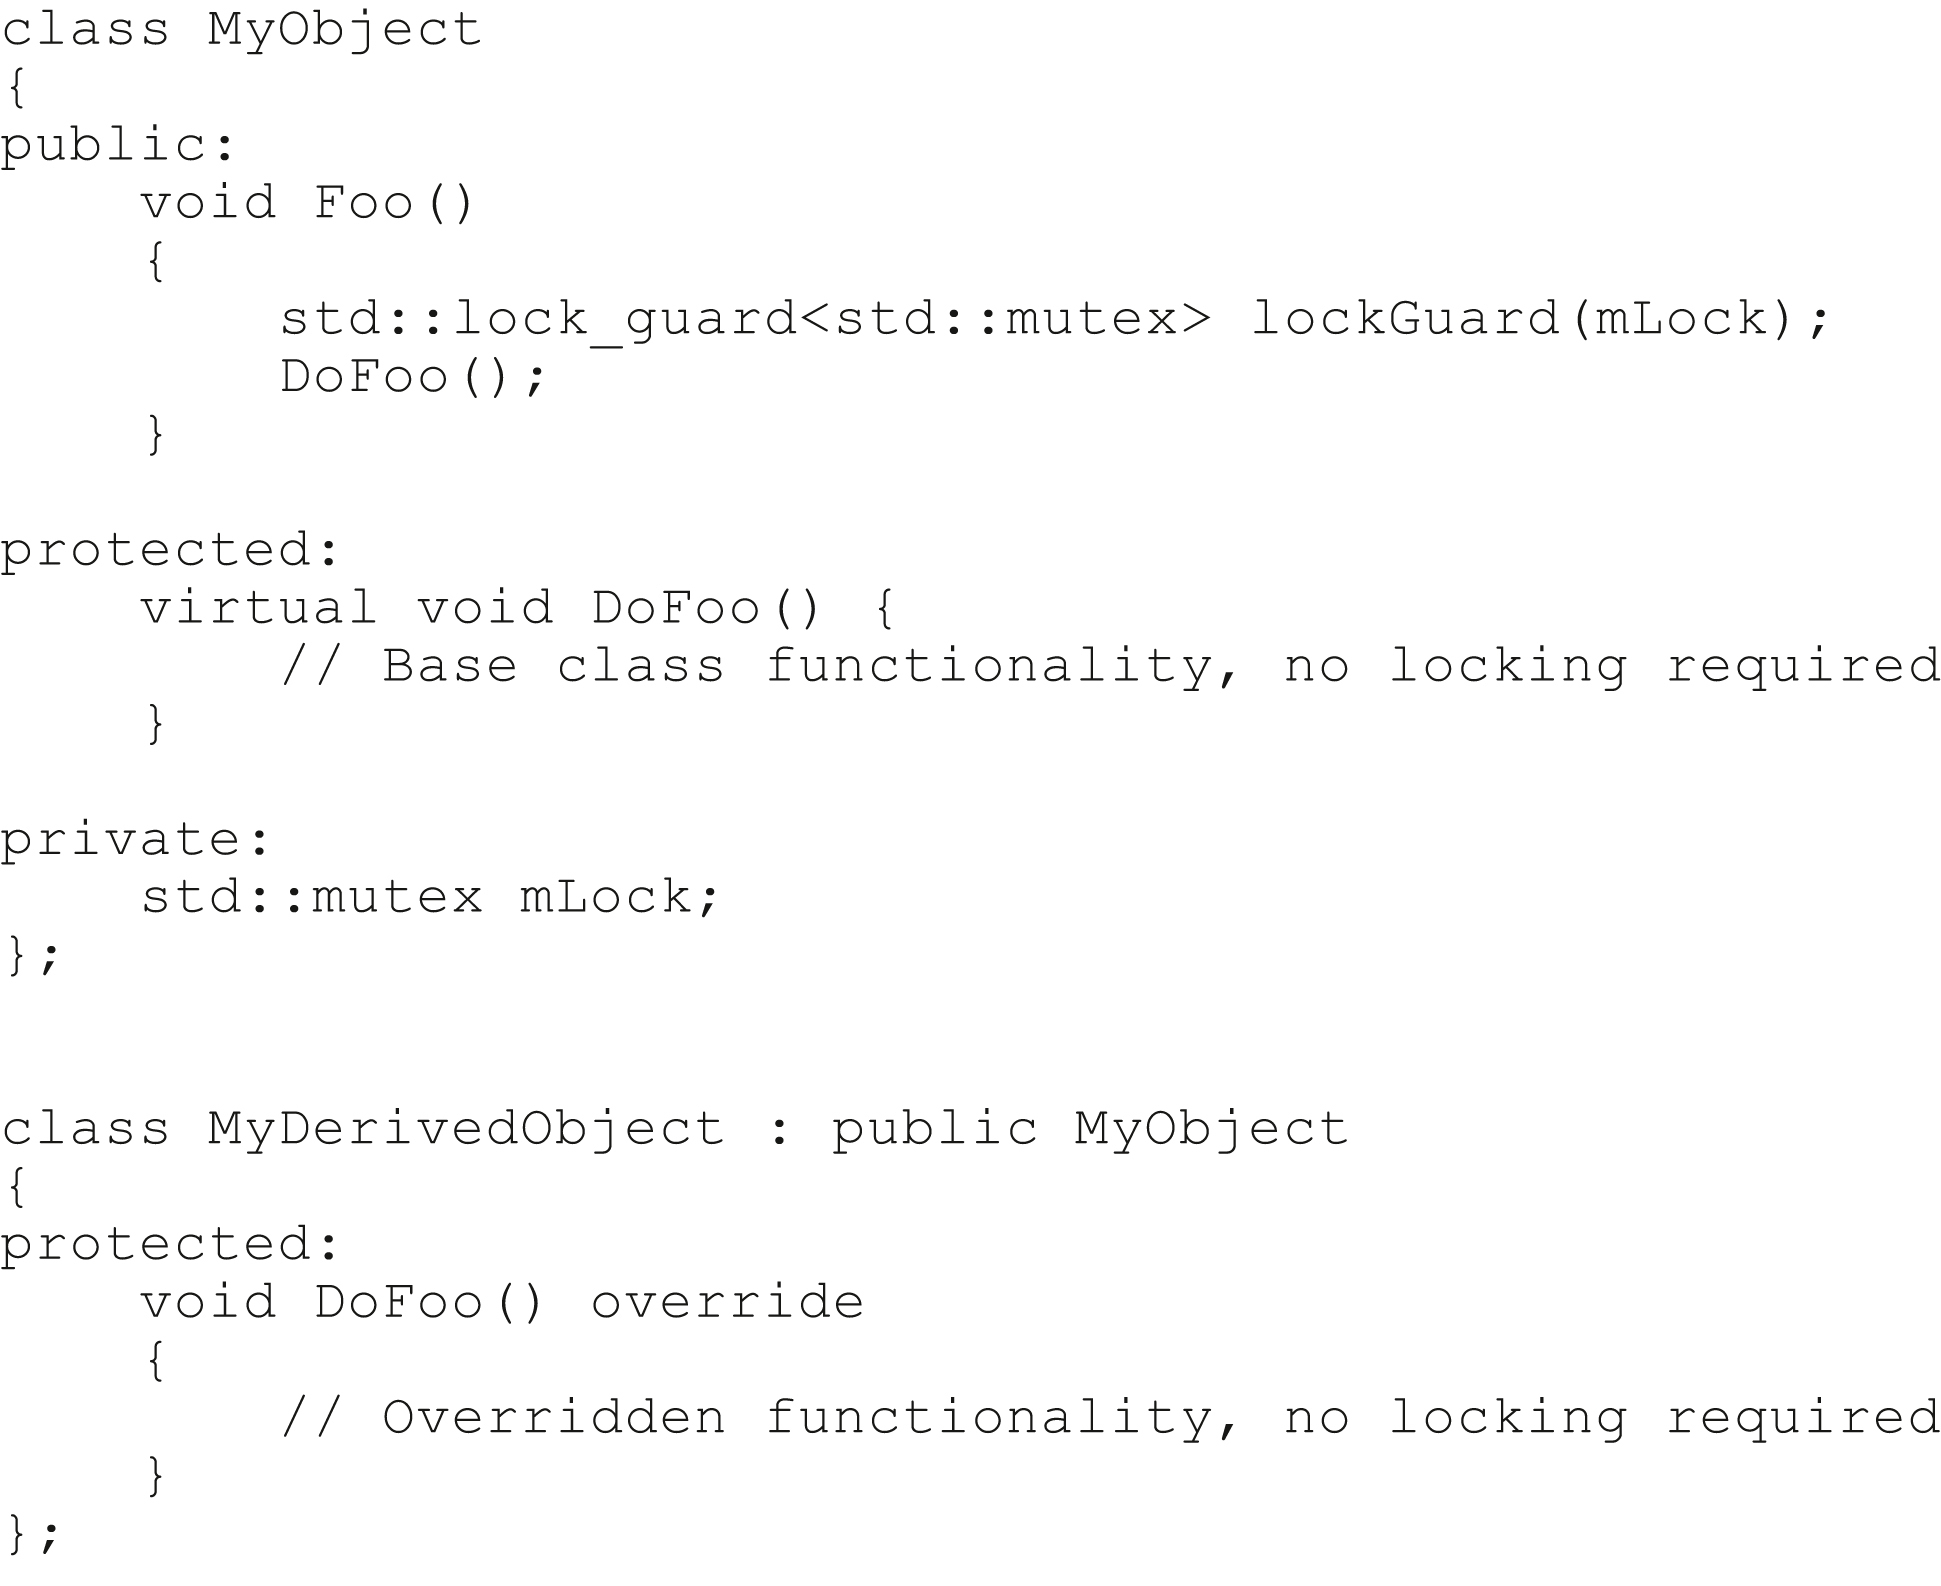 class MyObject
{
public:
    void Foo()
    {
        std::lock_guard<std::mutex> lockGuard(mLock);
        DoFoo();
    }

protected:
    virtual void DoFoo() {
        // Base class functionality, no locking required
    }

private:
    std::mutex mLock;
};

class MyDerivedObject : public MyObject
{
protected:
    void DoFoo() override
    {
        // Overridden functionality, no locking required
    }
};